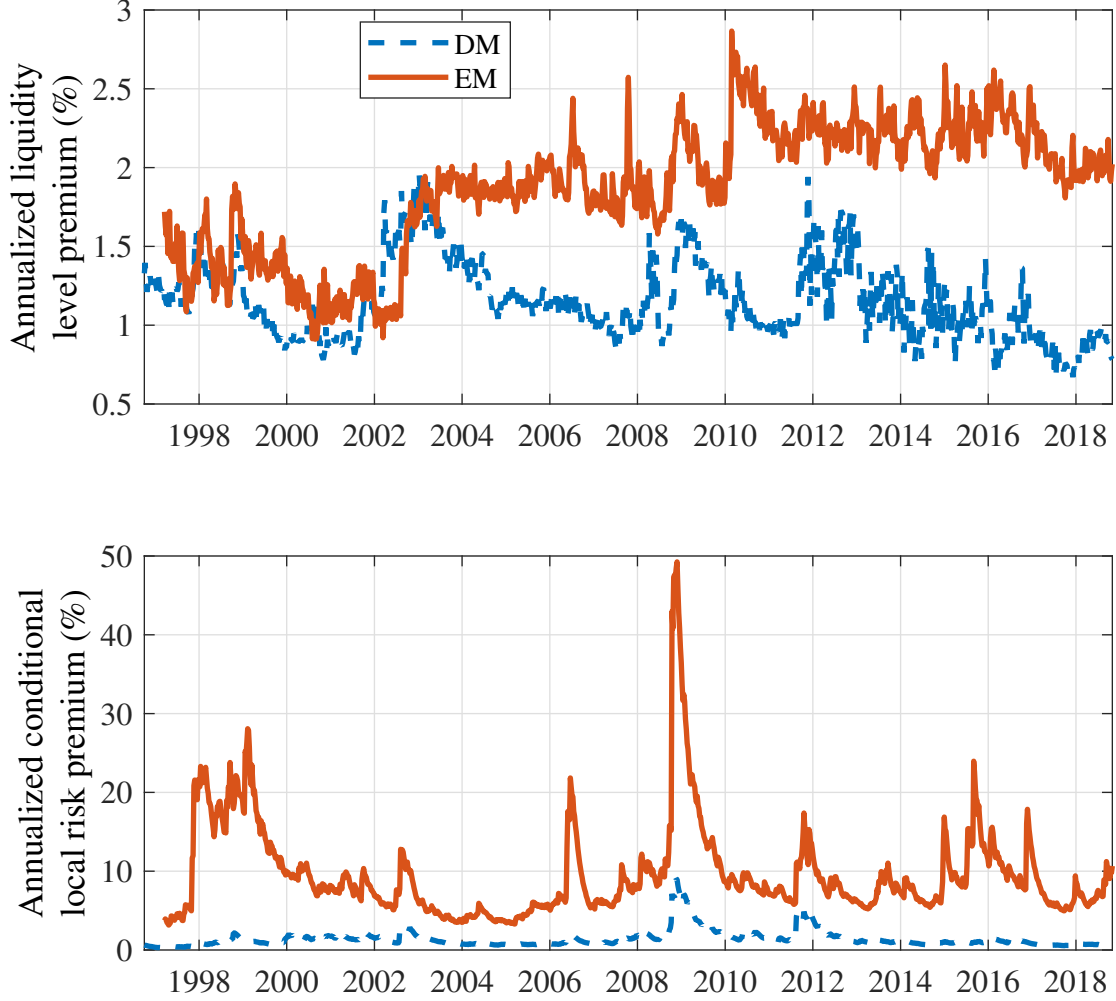 3
2.5
2
1.5
1
0.5
Annualized liquidity
level premium (%)
DM
EM
1998 2000 2002 2004 2006 2008 2010 2012 2014 2016 2018
50
40
30
20
10
0
Annualized conditional
local risk premium (%)
1998 2000 2002 2004 2006 2008 2010 2012 2014 2016 2018